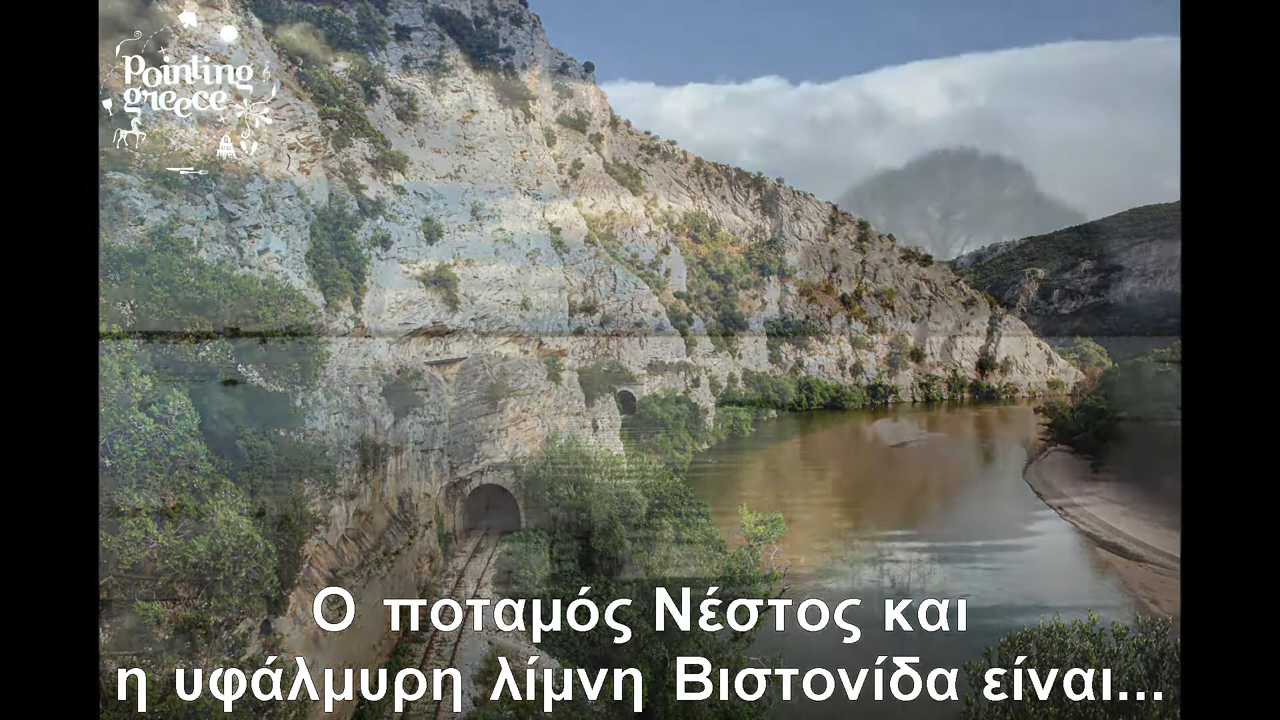 Pointing
greece
Ο ποταμός Νέστος και
η υφάλμυρη λίμνη Βιστονίδα είναι...